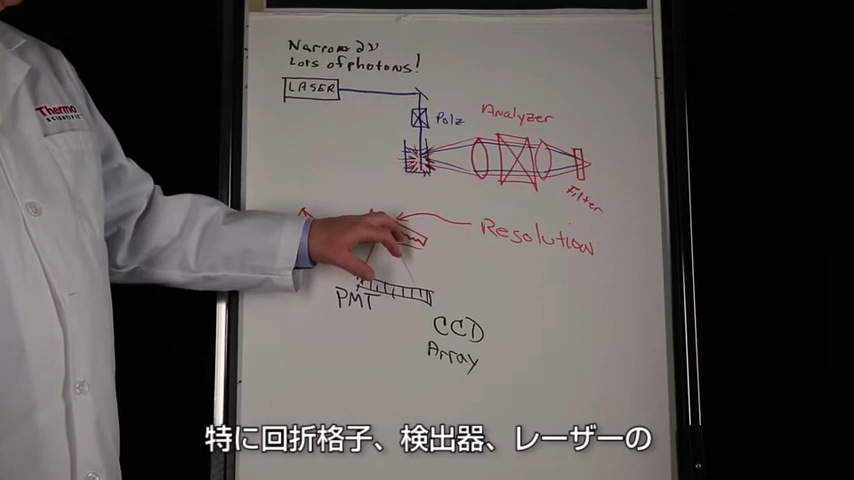 Narrow ∂ν
Lots of photons!
LASER
Polz
Analyzer
Filter
Thermo
SCIENTIFIC
Resolution
PMT
CCD
Array
特に回折格子、検出器、レーザーの